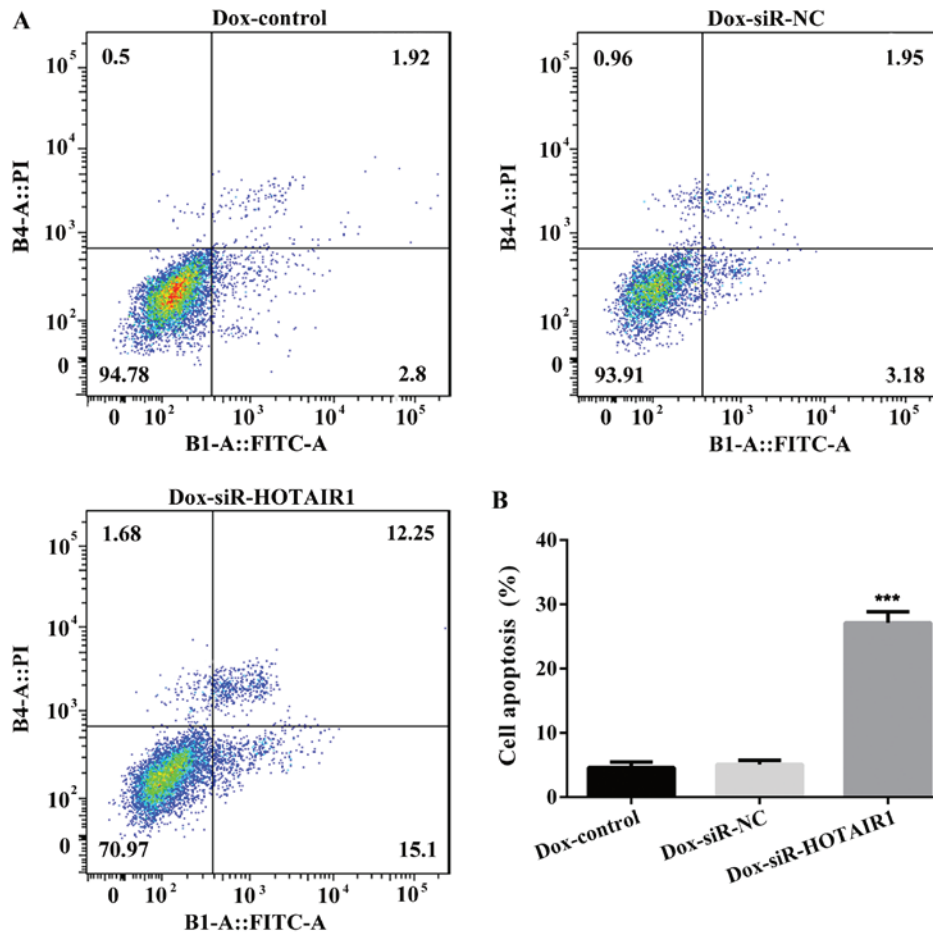 A
Dox-control
0.5 1.92
10^5
10^4
10^3
10^2
0
B4-A::PI
94.78 2.8
0 10^2 10^3 10^4 10^5
B1-A::FITC-A
Dox-siR-NC
0.96 1.95
10^5
10^4
10^3
10^2
0
B4-A::PI
93.91 3.18
0 10^2 10^3 10^4 10^5
B1-A::FITC-A
Dox-siR-HOTAIR1
1.68 12.25
10^5
10^4
10^3
10^2
0
B4-A::PI
70.97 15.1
0 10^2 10^3 10^4 10^5
B1-A::FITC-A
B
40
30
20
10
0
Cell apoptosis (%)
***
Dox-control
Dox-siR-NC
Dox-siR-HOTAIR1